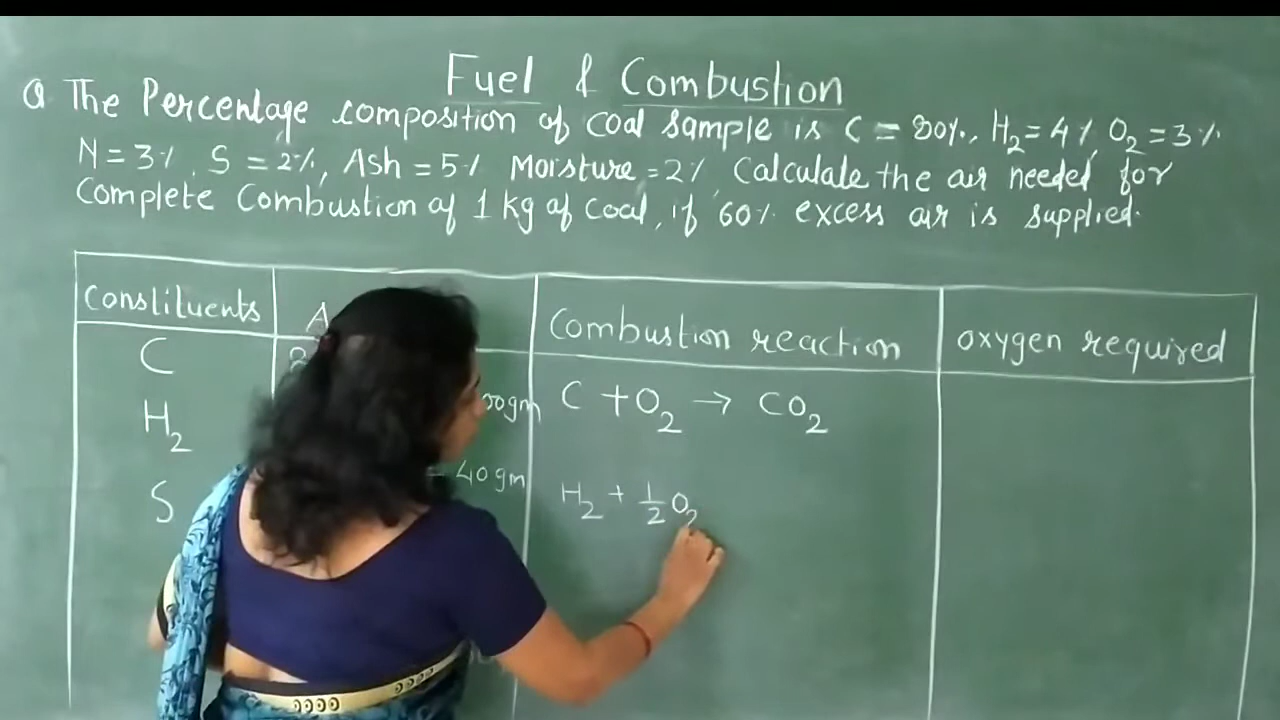 Fuel & Combustion
Q The Percentage composition of coal sample is C = 80%, H2 = 4%, O2 = 3%
N = 3%, S = 2%, Ash = 5% Moisture = 2%, Calculate the air needed for
Complete Combustion of 1 kg of coal, if 60% excess air is supplied.
Constituents A Combustion reaction oxygen required
C 8 00gm C + O2 → CO2
H2 = 40gm H2 + 1/2 O2
S